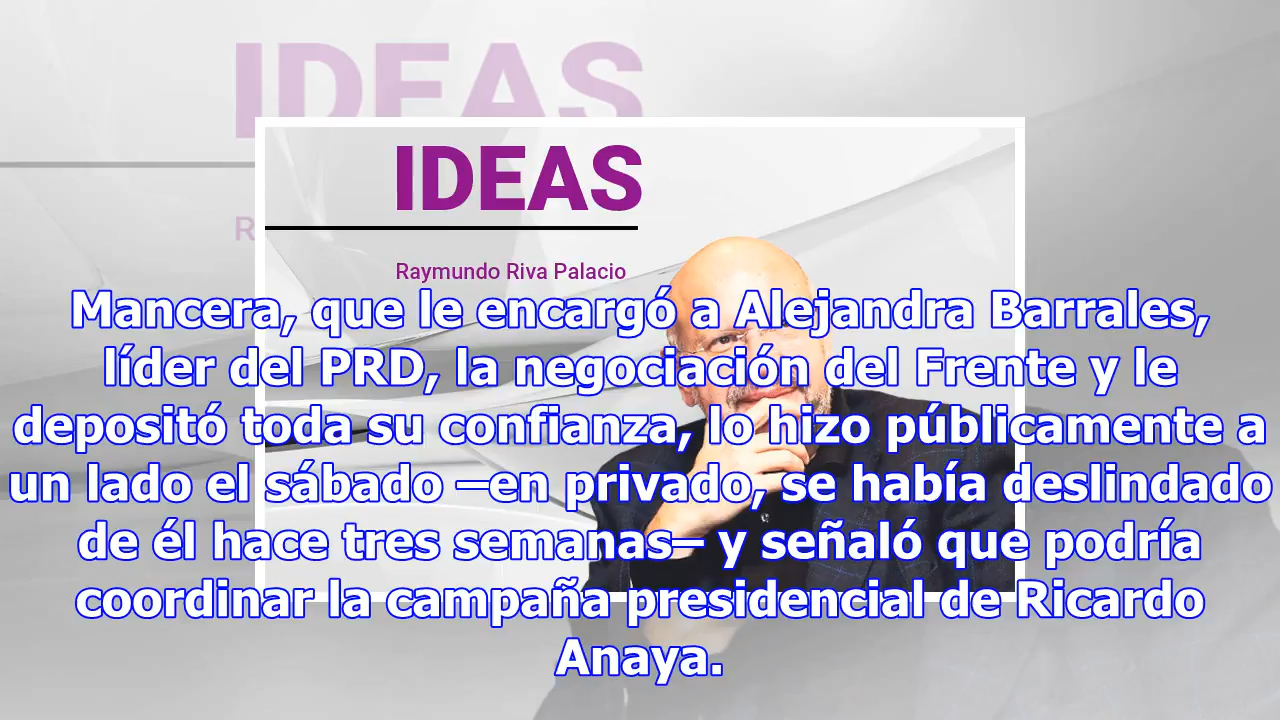 IDEAS
R
IDEAS
Raymundo Riva Palacio
Mancera, que le encargó a Alejandra Barrales,
líder del PRD, la negociación del Frente y le
depositó toda su confianza, lo hizo públicamente a
un lado el sábado —en privado, se había deslindado
de él hace tres semanas— y señaló que podría
coordinar la campaña presidencial de Ricardo
Anaya.